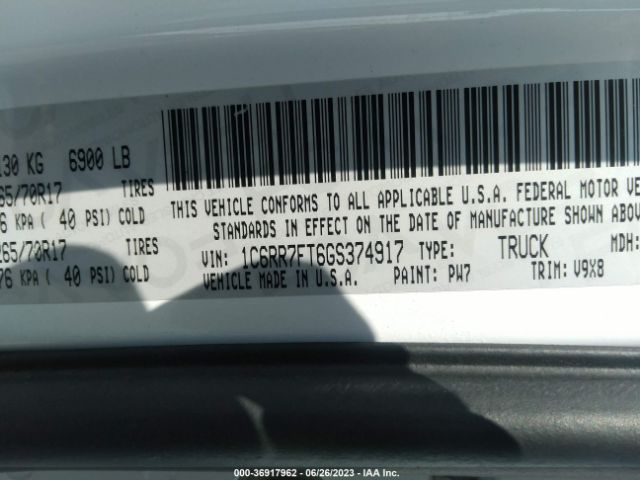 130 KG 6900 LB
65/70R17 TIRES
6 KPA ( 40 PSI) COLD
265/70R17 TIRES
76 KPA ( 40 PSI) COLD
THIS VEHICLE CONFORMS TO ALL APPLICABLE U.S.A. FEDERAL MOTOR VE
STANDARDS IN EFFECT ON THE DATE OF MANUFACTURE SHOWN ABOV
VIN: 1C6RR7FT6GS374917 TYPE: TRUCK MDH:
VEHICLE MADE IN U.S.A. PAINT: PW7 TRIM: V9X8
000-36917962 - 06/26/2023 - IAA Inc.